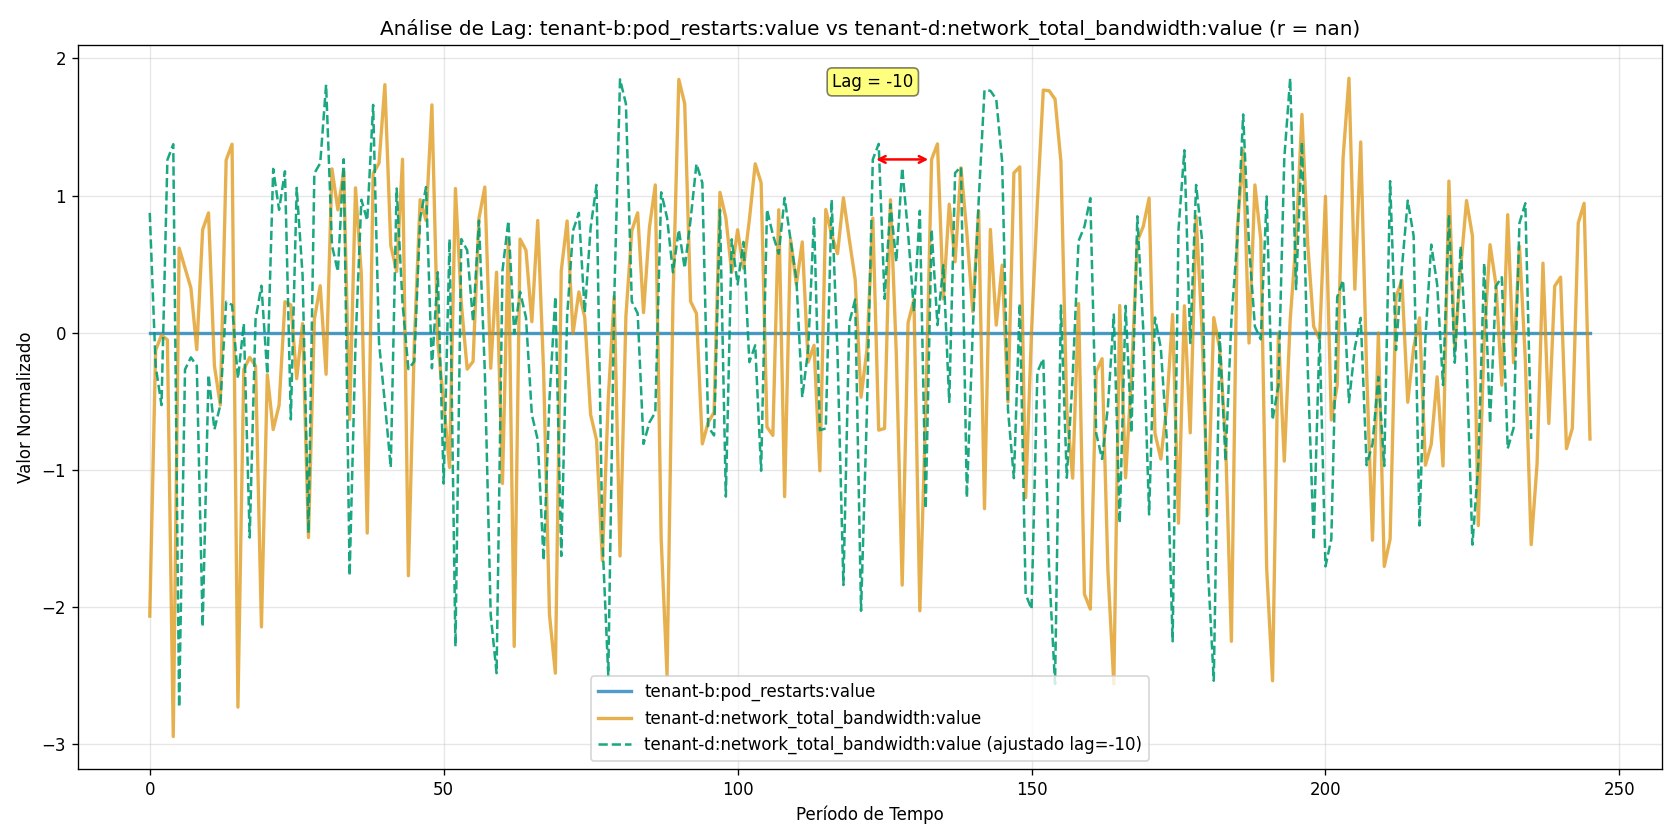 Análise de Lag: tenant-b:pod_restarts:value vs tenant-d:network_total_bandwidth:value (r = nan)
Lag = -10
2
1
0
−1
−2
−3
Valor Normalizado
tenant-b:pod_restarts:value
tenant-d:network_total_bandwidth:value
tenant-d:network_total_bandwidth:value (ajustado lag=-10)
0
50
100
150
200
250
Período de Tempo